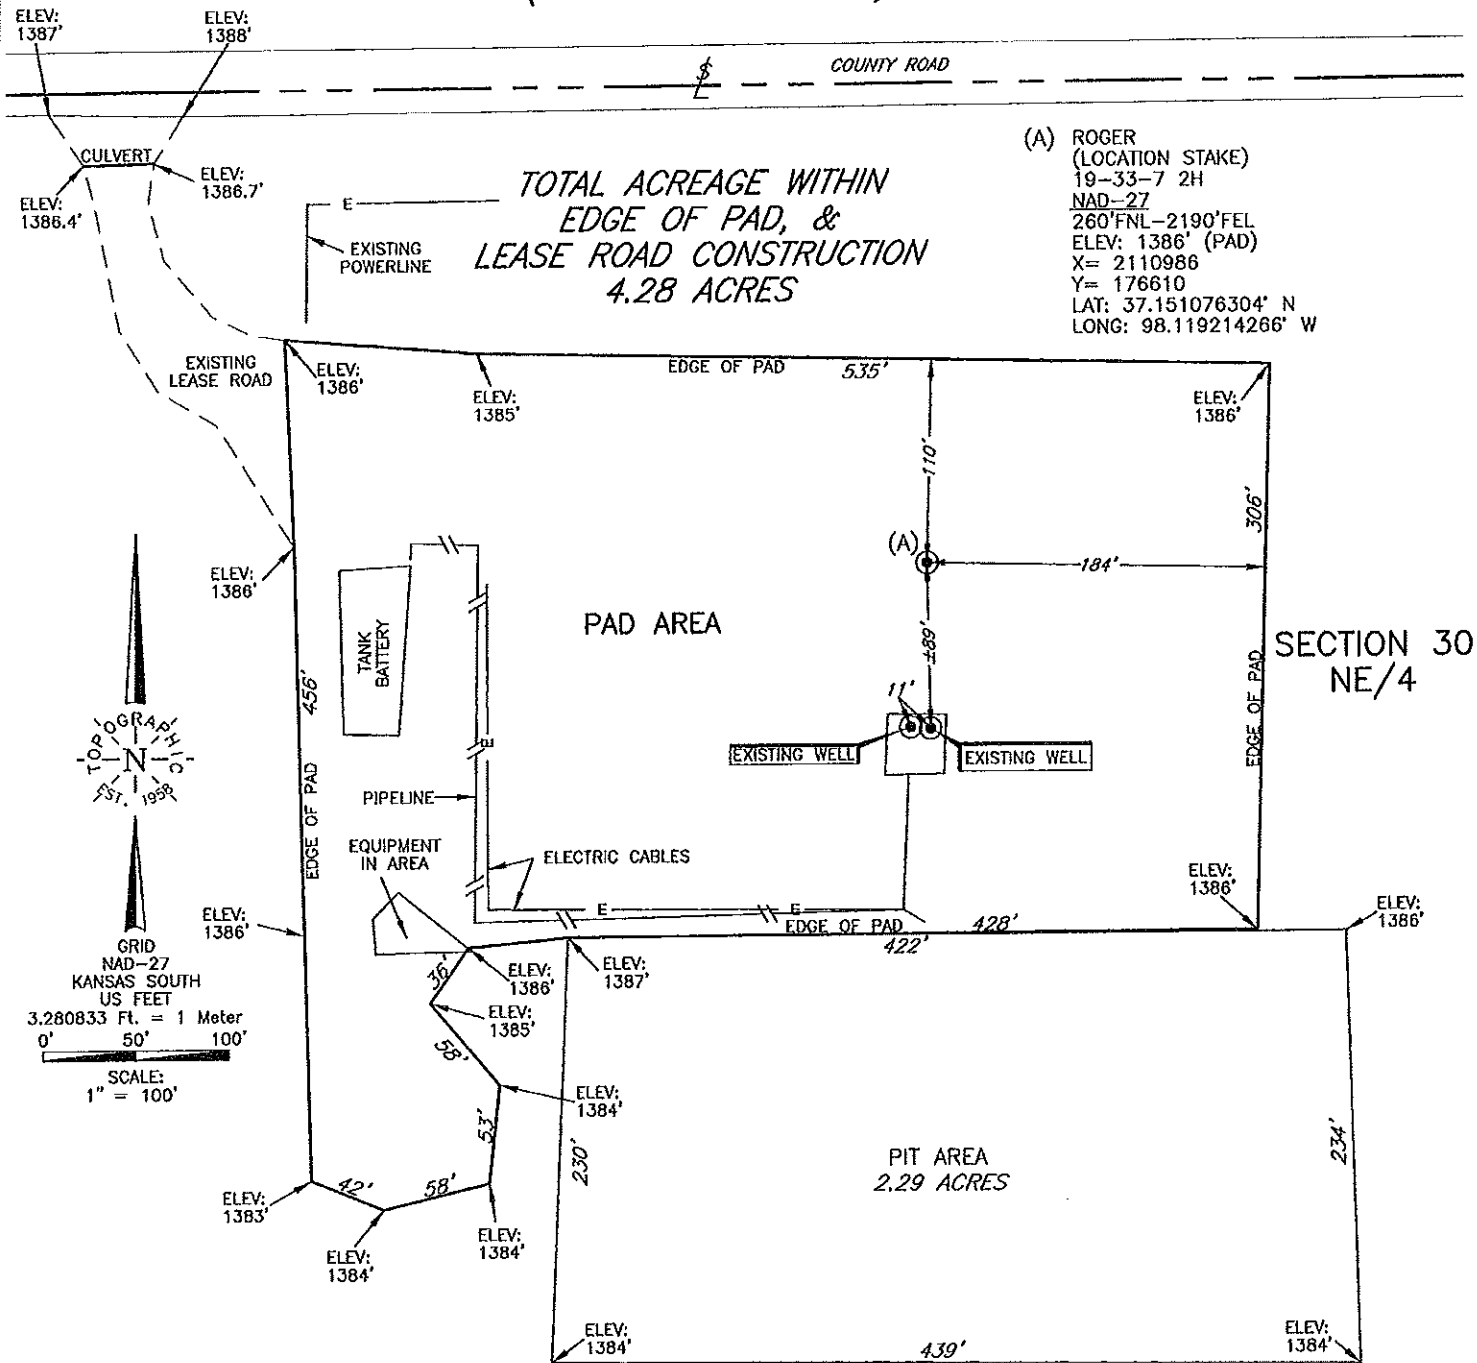 ELEV:
1387'
ELEV:
1388'
COUNTY ROAD
CULVERT
ELEV:
1386.7'
ELEV:
1386.4'
E
EXISTING
POWERLINE
TOTAL ACREAGE WITHIN
EDGE OF PAD, &
LEASE ROAD CONSTRUCTION
4.28 ACRES
(A) ROGER
(LOCATION STAKE)
19-33-7 2H
NAD-27
260'FNL-2190'FEL
ELEV: 1386' (PAD)
X= 2110986
Y= 176610
LAT: 37.151076304° N
LONG: 98.119214266° W
EXISTING
LEASE ROAD
ELEV:
1386'
ELEV:
1385'
EDGE OF PAD 535'
ELEV:
1386'
110'
306'
(A)
184'
ELEV:
1386'
TANK
BATTERY
PAD AREA
±89'
SECTION 30
NE/4
EDGE OF PAD
11'
EXISTING WELL
EXISTING WELL
456'
EDGE OF PAD
TOPOGRAPHIC
N
EST. 1958
E
PIPELINE
EQUIPMENT
IN AREA
ELECTRIC CABLES
E
E
ELEV:
1386'
ELEV:
1386'
ELEV:
1386'
EDGE OF PAD 428'
422'
GRID
NAD-27
KANSAS SOUTH
US FEET
3.280833 Ft. = 1 Meter
0' 50' 100'
SCALE:
1" = 100'
36'
ELEV:
1386'
ELEV:
1387'
ELEV:
1385'
58'
ELEV:
1384'
53'
230'
234'
PIT AREA
2.29 ACRES
42'
58'
ELEV:
1383'
ELEV:
1384'
ELEV:
1384'
ELEV:
1384'
439'
ELEV:
1384'